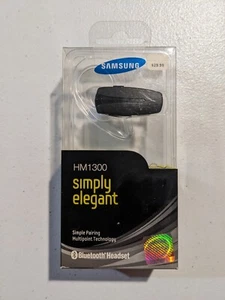 SAMSUNG
HM1300
simply
elegant
Simple Pairing
Multipoint Technology
Bluetooth Headset